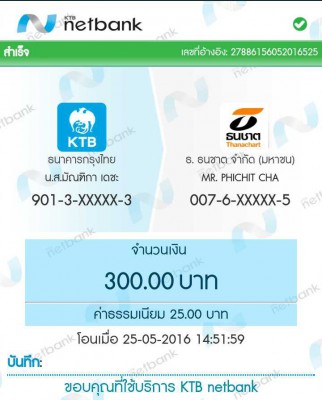 KTB netbank
สำเร็จ
เลขที่อ้างอิง: 27886156052016525
KTB
ธนาคารกรุงไทย
น.ส.มัณฑิกา เดชะ
901-3-XXXXX-3
ธนชาต
Thanachart
ธ. ธนชาต จำกัด (มหาชน)
MR. PHICHIT CHA
007-6-XXXXX-5
จำนวนเงิน
300.00 บาท
ค่าธรรมเนียม 25.00 บาท
โอนเมื่อ 25-05-2016 14:51:59
บันทึก:
ขอบคุณที่ใช้บริการ KTB netbank